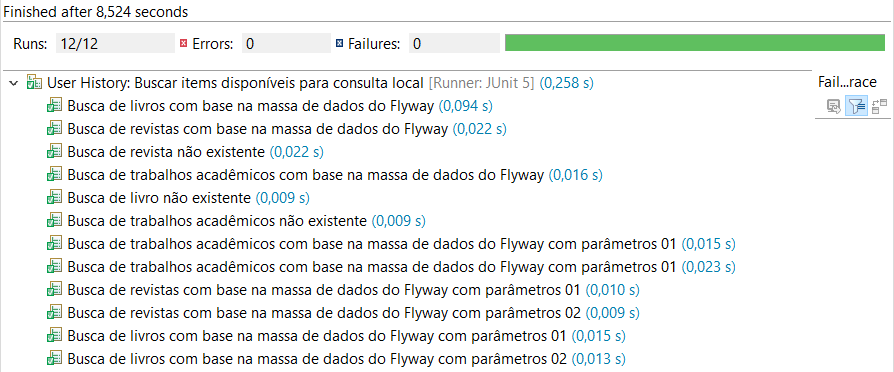 Finished after 8,524 seconds
Runs: 12/12 Errors: 0 Failures: 0
User History: Buscar items disponíveis para consulta local [Runner: JUnit 5] (0,258 s)
Fail...race
Busca de livros com base na massa de dados do Flyway (0,094 s)
Busca de revistas com base na massa de dados do Flyway (0,022 s)
Busca de revista não existente (0,022 s)
Busca de trabalhos acadêmicos com base na massa de dados do Flyway (0,016 s)
Busca de livro não existente (0,009 s)
Busca de trabalhos acadêmicos não existente (0,009 s)
Busca de trabalhos acadêmicos com base na massa de dados do Flyway com parâmetros 01 (0,015 s)
Busca de trabalhos acadêmicos com base na massa de dados do Flyway com parâmetros 01 (0,023 s)
Busca de revistas com base na massa de dados do Flyway com parâmetros 01 (0,010 s)
Busca de revistas com base na massa de dados do Flyway com parâmetros 02 (0,009 s)
Busca de livros com base na massa de dados do Flyway com parâmetros 01 (0,015 s)
Busca de livros com base na massa de dados do Flyway com parâmetros 02 (0,013 s)